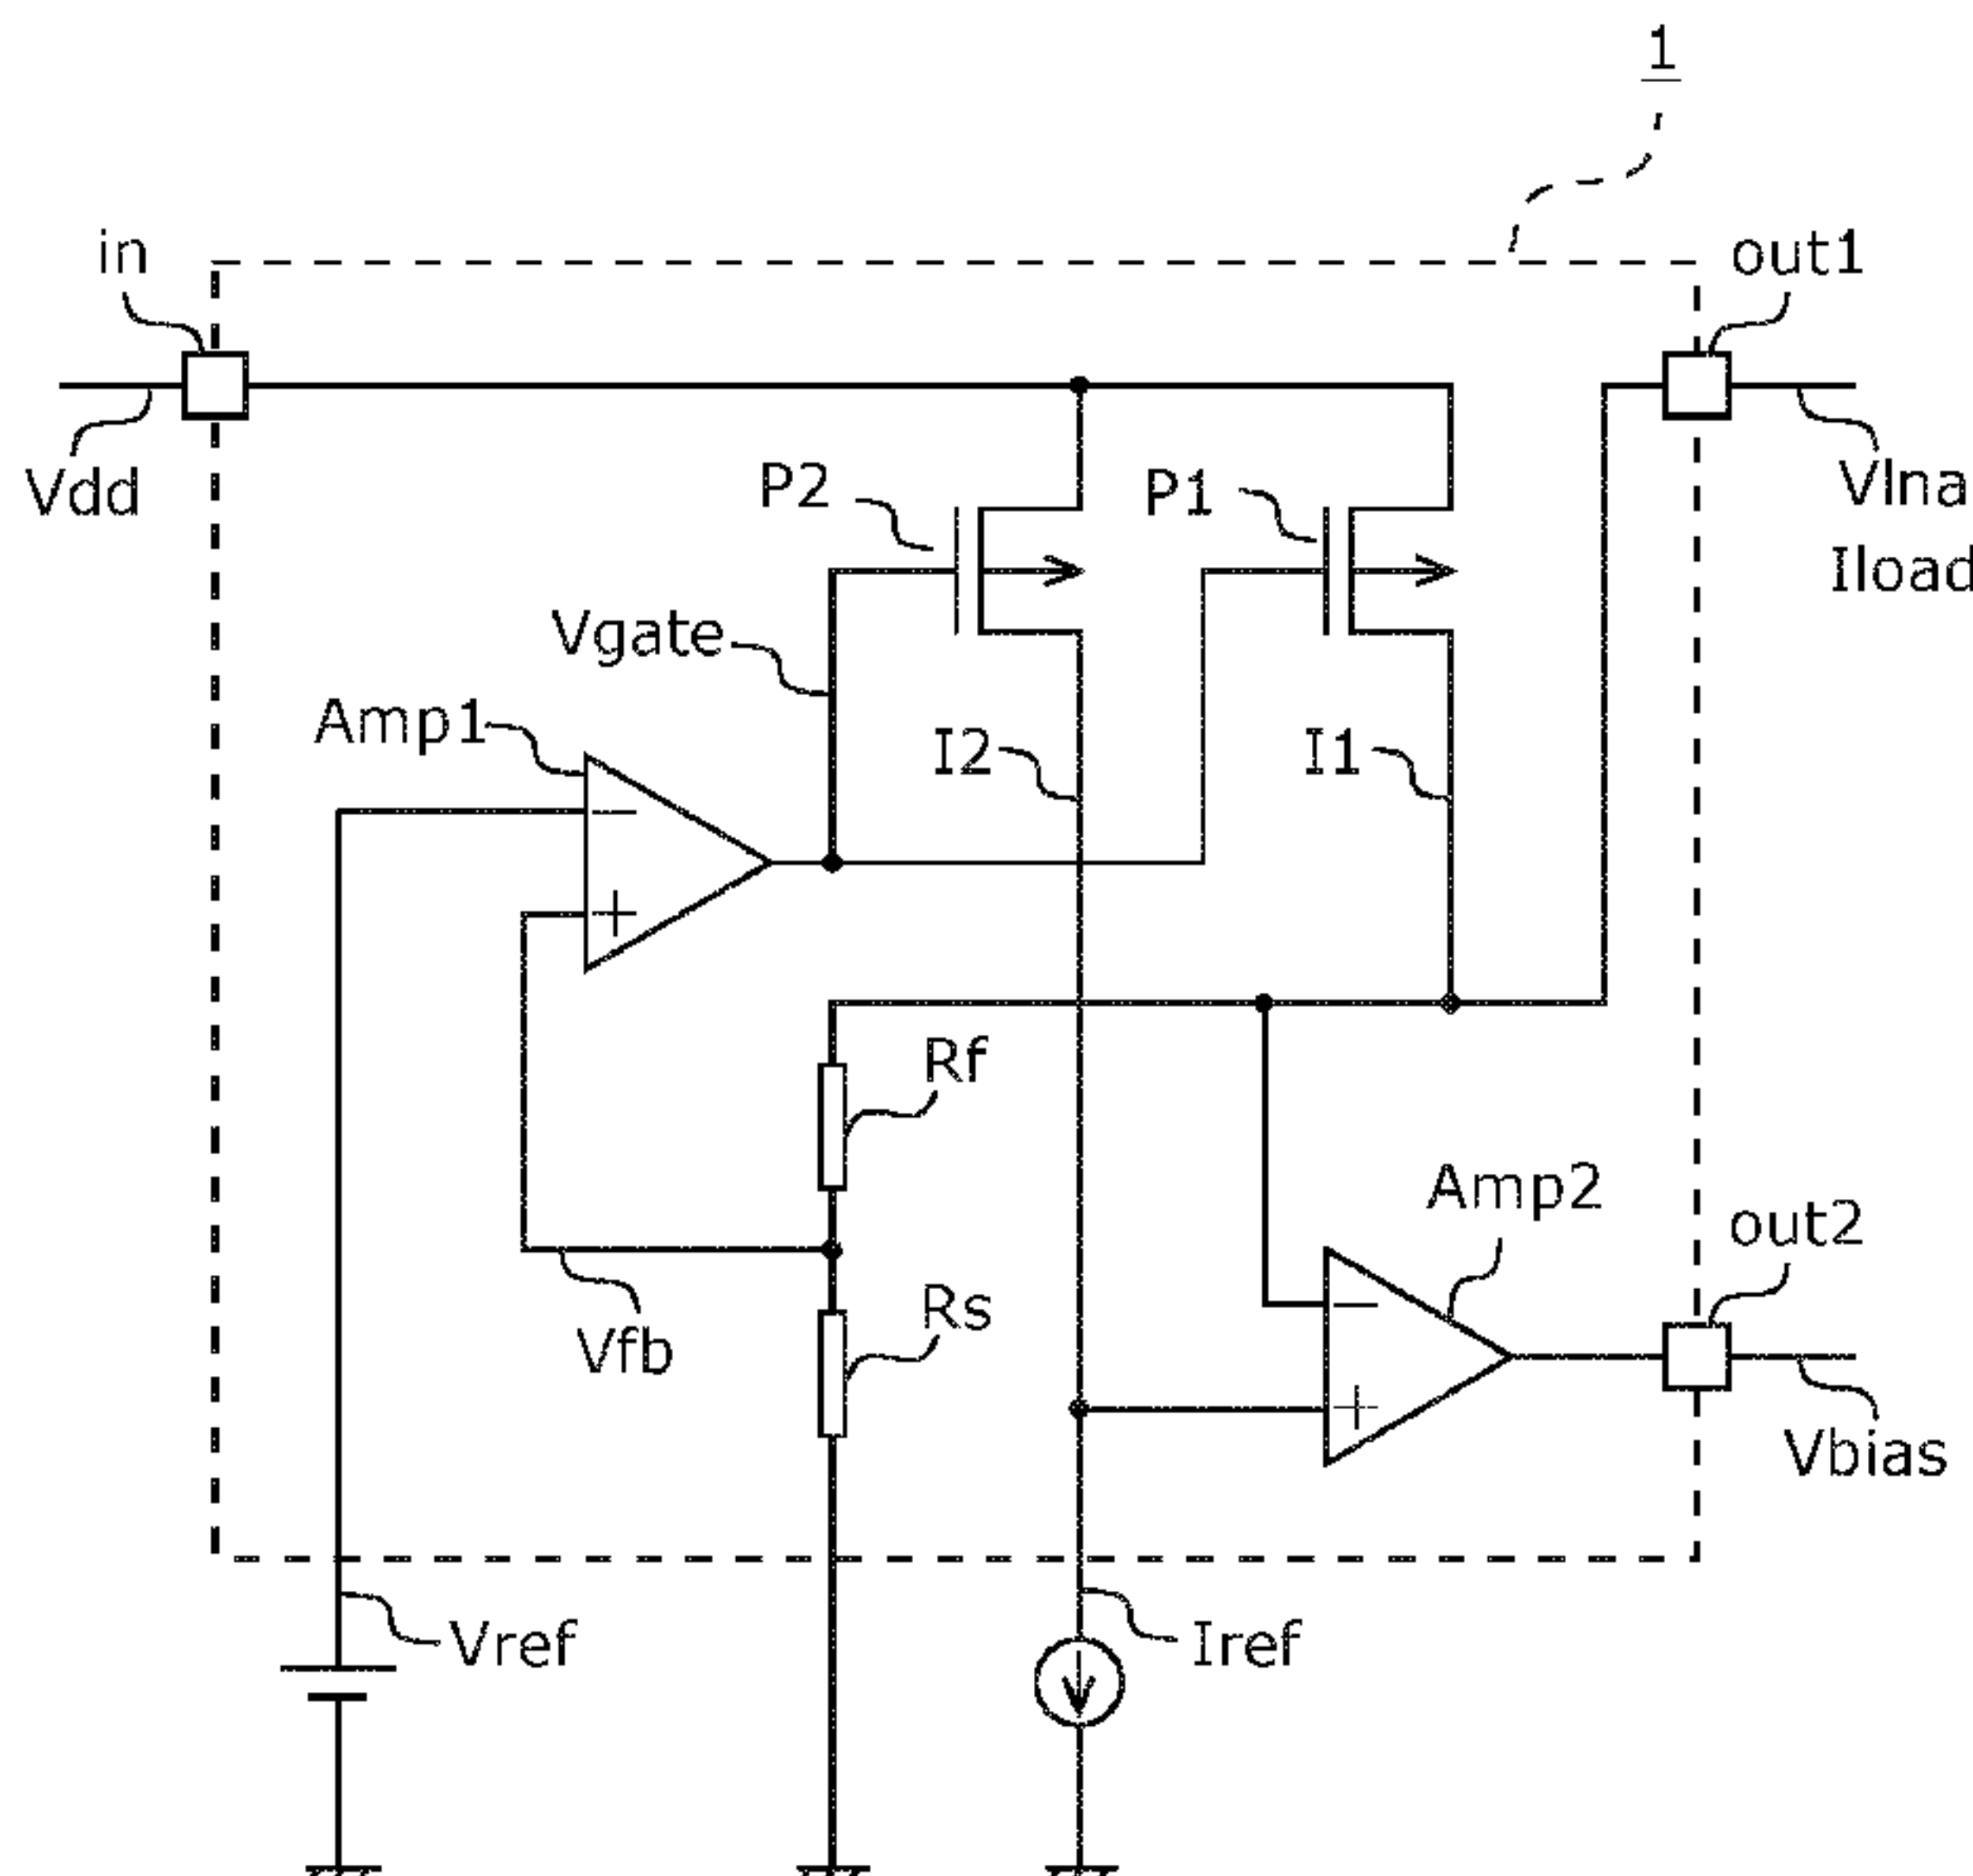 1
in
out1
Vdd
P2
P1
Vlna
Iload
Vgate
Amp1
I2
I1
−
+
Rf
Amp2
out2
Rs
Vfb
−
+
Vbias
Vref
Iref